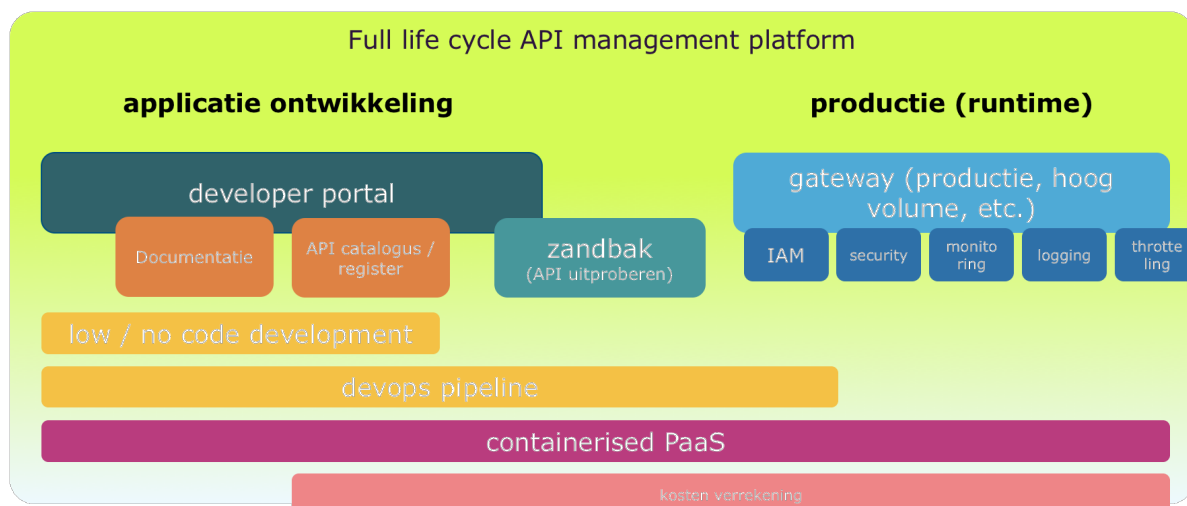 Full life cycle API management platform
applicatie ontwikkeling
productie (runtime)
developer portal
gateway (productie, hoog
volume, etc.)
Documentatie
API catalogus /
register
zandbak
(API uitproberen)
IAM
security
monito
ring
logging
throtte
ling
low / no code development
devops pipeline
containerised PaaS
kosten verrekening